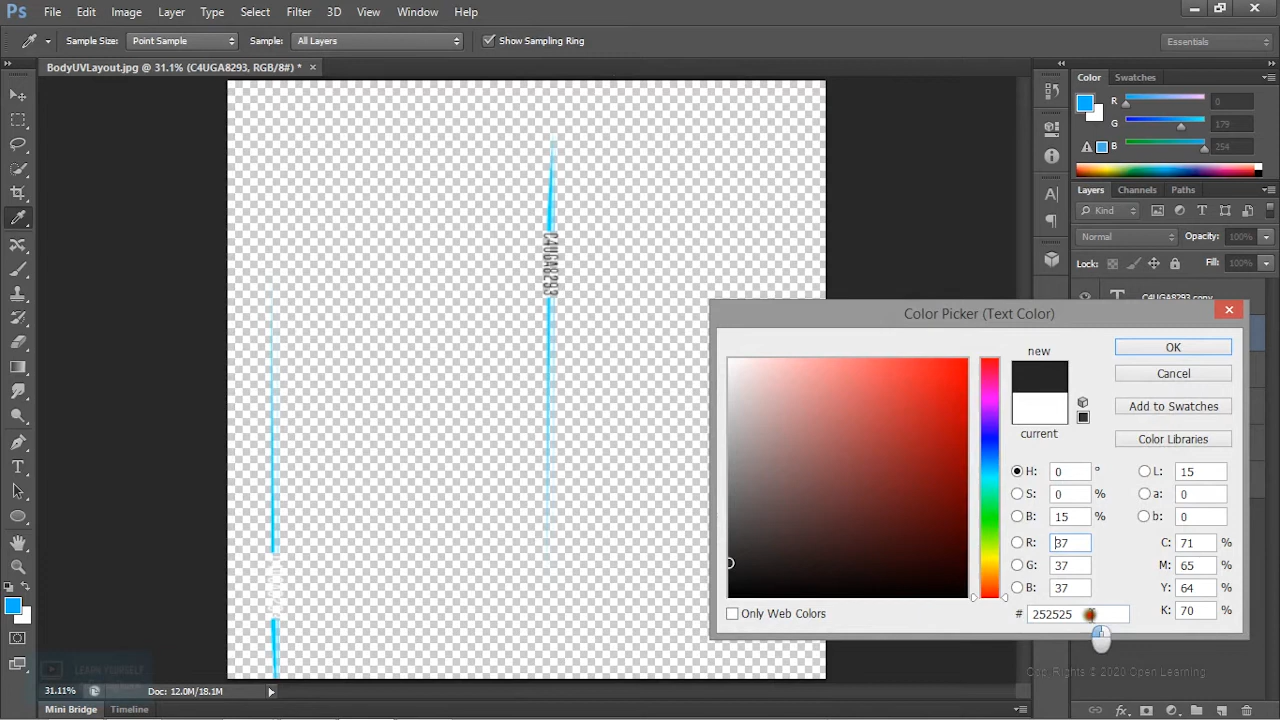 Ps File Edit Image Layer Type Select Filter 3D View Window Help
Sample Size: Point Sample Sample: All Layers Show Sampling Ring Essentials
BodyUVLayout.jpg @ 31.1% (C4UGA8293, RGB/8#) *
Color Swatches
R 0
G 179
B 254
Layers Channels Paths
Kind
Normal Opacity: 100%
Lock: Fill: 100%
C4UGA8293 copy
C4UGA8293
Color Picker (Text Color)
new
current
OK
Cancel
Add to Swatches
Color Libraries
H: 0 °
S: 0 %
B: 15 %
R: 37
G: 37
B: 37
# 252525
L: 15
a: 0
b: 0
C: 71 %
M: 65 %
Y: 64 %
K: 70 %
Only Web Colors
LEARN YOURSELF
Cop Rights © 2020 Open Learning
31.11% Doc: 12.0M/18.1M
Mini Bridge Timeline